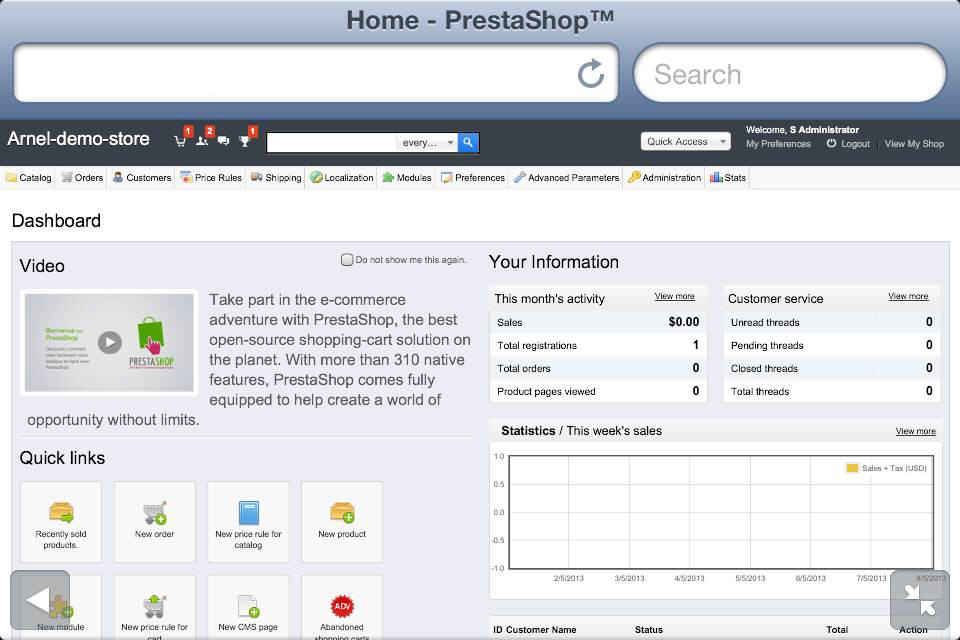 Home - PrestaShop™
Search
Arnel-demo-store
1
2
1
every...
Quick Access
Welcome, S Administrator
My Preferences
Logout
View My Shop
Catalog
Orders
Customers
Price Rules
Shipping
Localization
Modules
Preferences
Advanced Parameters
Administration
Stats
Dashboard
Video
Do not show me this again.
Bienvenue sur
PrestaShop
PRESTASHOP
Take part in the e-commerce
adventure with PrestaShop, the best
open-source shopping-cart solution on
the planet. With more than 310 native
features, PrestaShop comes fully
equipped to help create a world of
opportunity without limits.
Quick links
Recently sold
products.
New order
New price rule for
catalog
New product
New module
New price rule for
cart
New CMS page
ADV
Abandoned
shopping carts
Your Information
This month's activity View more
Sales $0.00
Total registrations 1
Total orders 0
Product pages viewed 0
Customer service View more
Unread threads 0
Pending threads 0
Closed threads 0
Total threads 0
Statistics / This week's sales View more
Sales + Tax (USD)
1.0
0.5
0.0
-0.5
-1.0
2/5/2013 3/5/2013 4/5/2013 5/5/2013 6/5/2013 7/5/2013 8/5/2013
ID Customer Name Status Total Action